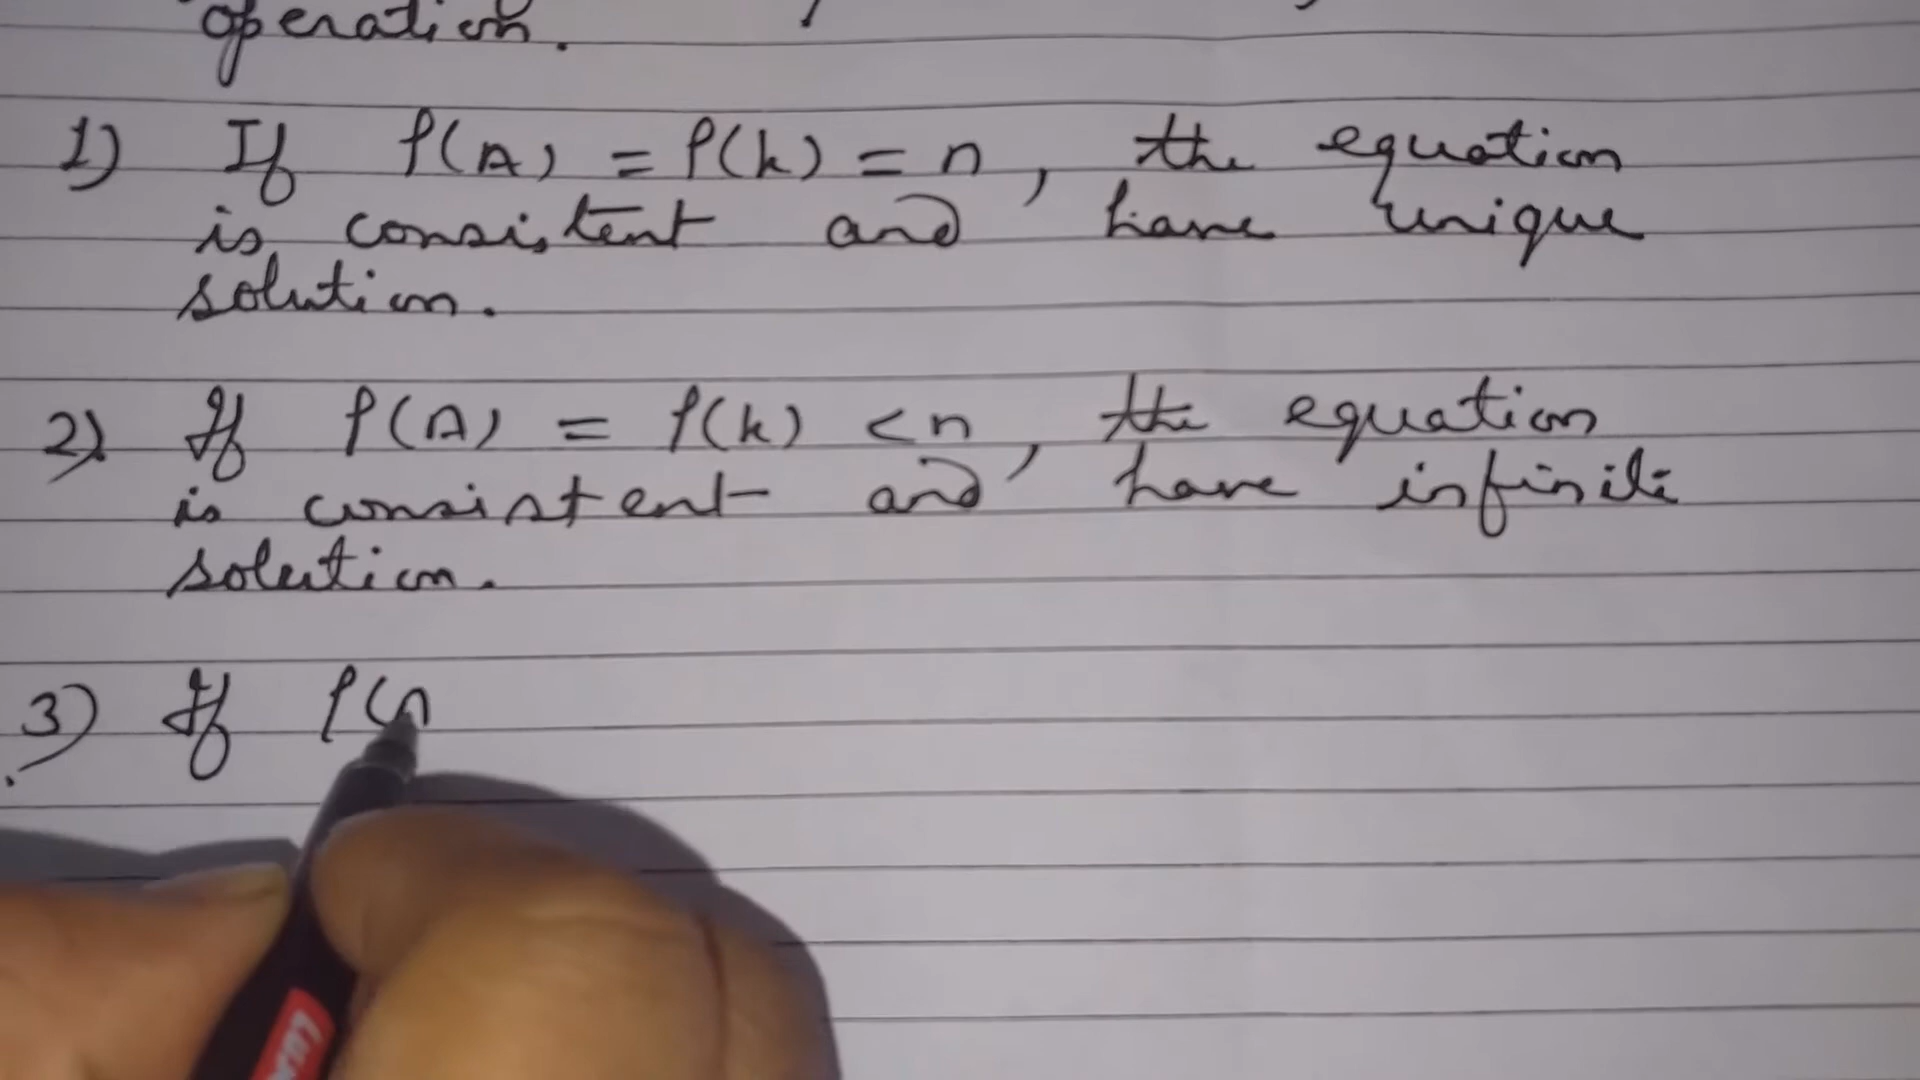 operation.
1) If ρ(A) = ρ(k) = n, the equation
is consistent and have unique
solution.
2) If ρ(A) = ρ(k) < n, the equation
is consistent and have infinite
solution.
3) If ρ(A